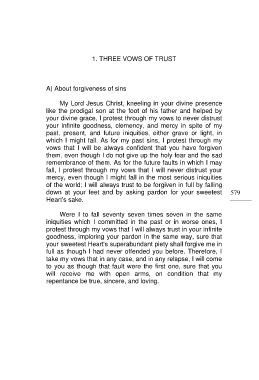 1. THREE VOWS OF TRUST
A) About forgiveness of sins
My Lord Jesus Christ, kneeling in your divine presence
like the prodigal son at the foot of his father and helped by
your divine grace, I protest through my vows to never distrust
your infinite goodness, clemency, and mercy in spite of my
past, present, and future iniquities, either grave or light, in
which I might fall. As for my past sins, I protest through my
vows that I will be always confident that you have forgiven
them, even though I do not give up the holy fear and the sad
remembrance of them. As for the future faults in which I may
fall, I protest through my vows that I will never distrust your
mercy, even though I might fall in the most serious iniquities
of the world; I will always trust to be forgiven in full by falling
down at your feet and by asking pardon for your sweetest
Heart's sake.
579
Were I to fall seventy seven times seven in the same
iniquities which I committed in the past or in worse ones, I
protest through my vows that I will always trust in your infinite
goodness, imploring your pardon in the same way, sure that
your sweetest Heart's superabundant piety shall forgive me in
full as though I had never offended you before. Therefore, I
take my vows that in any case, and in any relapse, I will come
to you as though that fault were the first one, sure that you
will receive me with open arms, on condition that my
repentance be true, sincere, and loving.